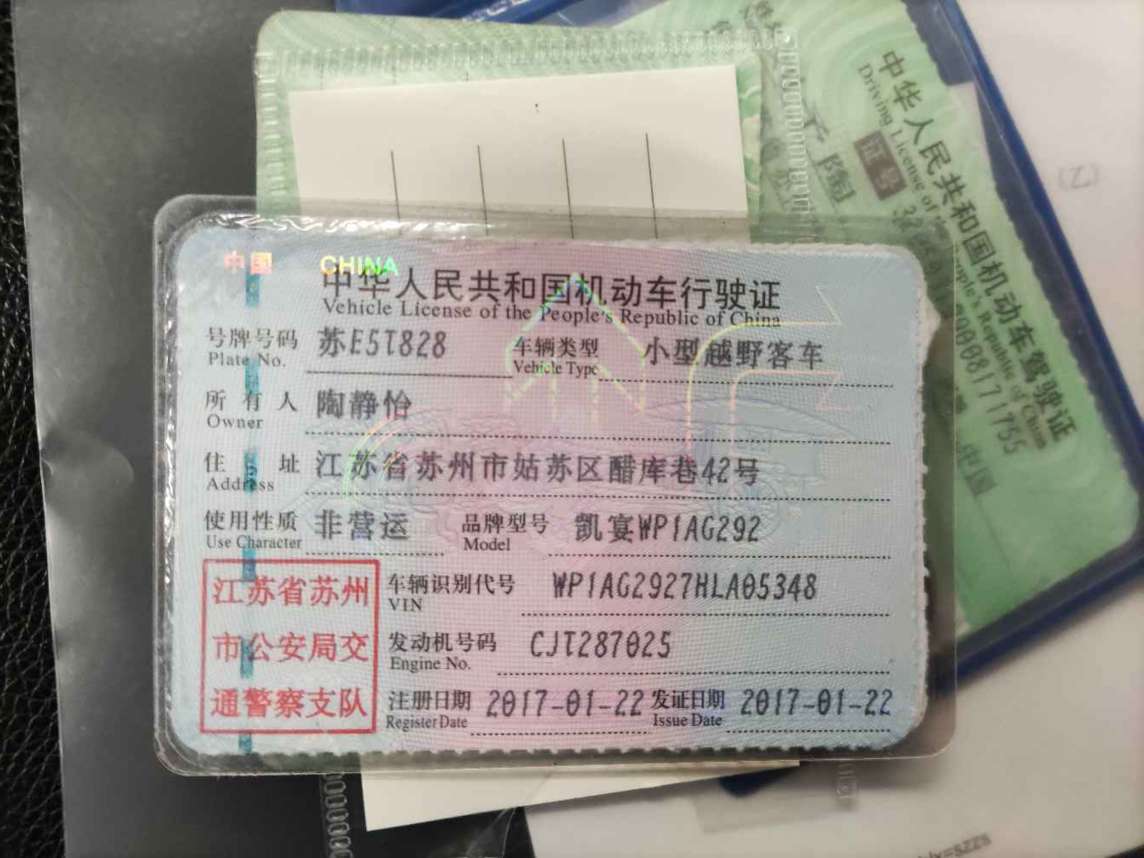 中国 CHINA
中华人民共和国机动车行驶证
Vehicle License of the People's Republic of China
号牌号码 苏E5T828 车辆类型 小型越野客车
Plate No. Vehicle Type
所有人 陶静怡
Owner
住址 江苏省苏州市姑苏区醋库巷42号
Address
使用性质 非营运 品牌型号 凯宴WP1AG292
Use Character Model
江苏省苏州
市公安局交
通警察支队
车辆识别代号 WP1AG2927HLA05348
VIN
发动机号码 CJT287025
Engine No.
注册日期 2017-01-22 发证日期 2017-01-22
Register Date Issue Date
中华人民共和国机动车驾驶证
Driving License of the People's Republic of China
证号
中国